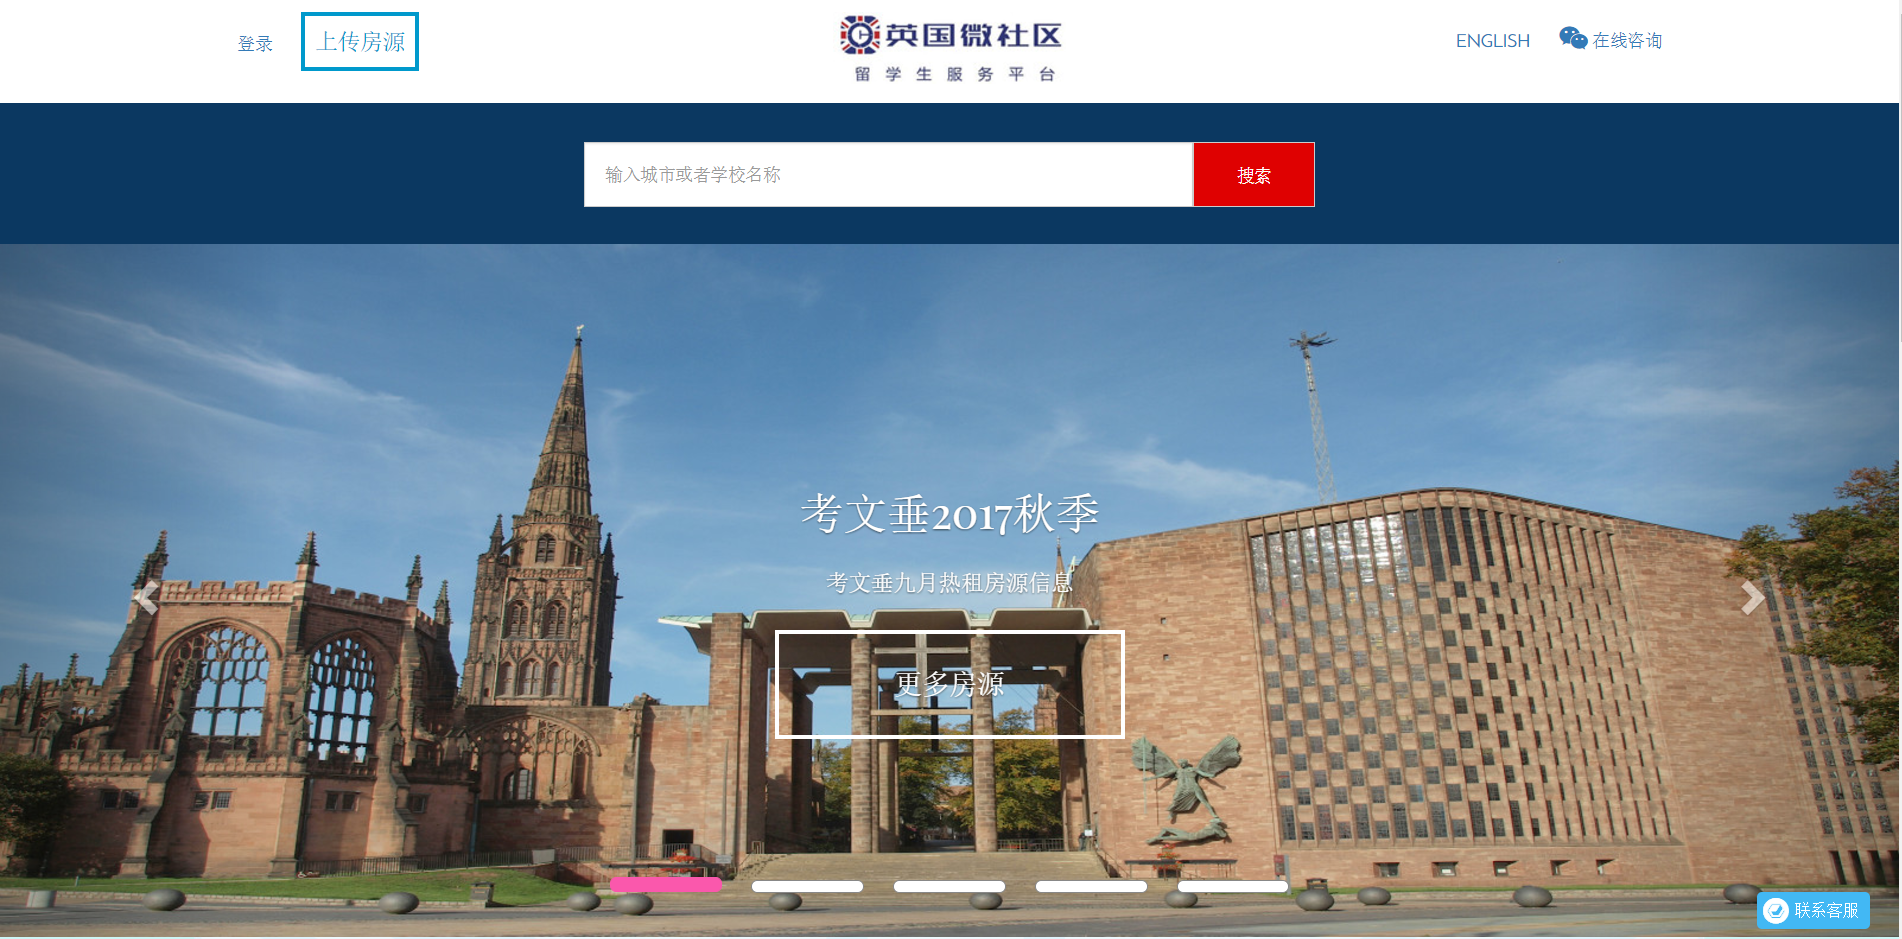 登录
上传房源
英国微社区
留学生服务平台
ENGLISH
在线咨询
输入城市或者学校名称
搜索
考文垂2017秋季
考文垂九月热租房源信息
更多房源
联系客服